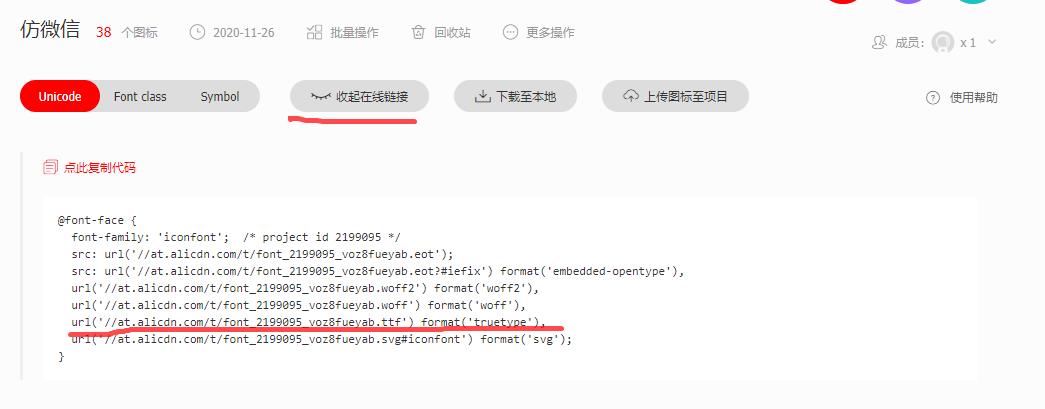 仿微信 38 个图标 2020-11-26 批量操作 回收站 更多操作 成员: x 1
Unicode Font class Symbol 收起在线链接 下载至本地 上传图标至项目 使用帮助
点此复制代码
@font-face {
font-family: 'iconfont';  /* project id 2199095 */
src: url('//at.alicdn.com/t/font_2199095_voz8fueyab.eot');
src: url('//at.alicdn.com/t/font_2199095_voz8fueyab.eot?#iefix') format('embedded-opentype'),
url('//at.alicdn.com/t/font_2199095_voz8fueyab.woff2') format('woff2'),
url('//at.alicdn.com/t/font_2199095_voz8fueyab.woff') format('woff'),
url('//at.alicdn.com/t/font_2199095_voz8fueyab.ttf') format('truetype'),
url('//at.alicdn.com/t/font_2199095_voz8fueyab.svg#iconfont') format('svg');
}